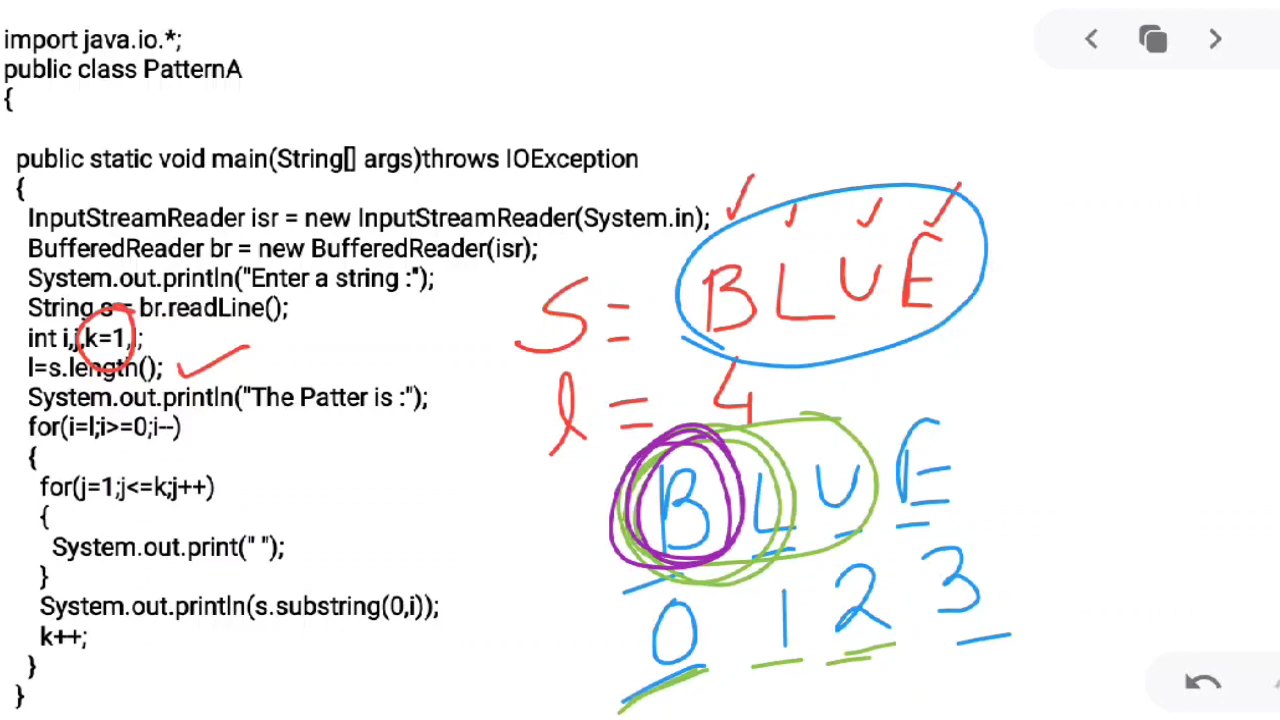 import java.io.*;
public class PatternA
{
public static void main(String[] args)throws IOException
{
InputStreamReader isr = new InputStreamReader(System.in);
BufferedReader br = new BufferedReader(isr);
System.out.println("Enter a string :");
String s = br.readLine();
int i,j,k=1,l;
l=s.length();
System.out.println("The Patter is :");
for(i=l;i>=0;i--)
{
for(j=1;j<=k;j++)
{
System.out.print(" ");
}
System.out.println(s.substring(0,i));
k++;
}
}
S = BLUE
l = 4
B L U E
0 1 2 3